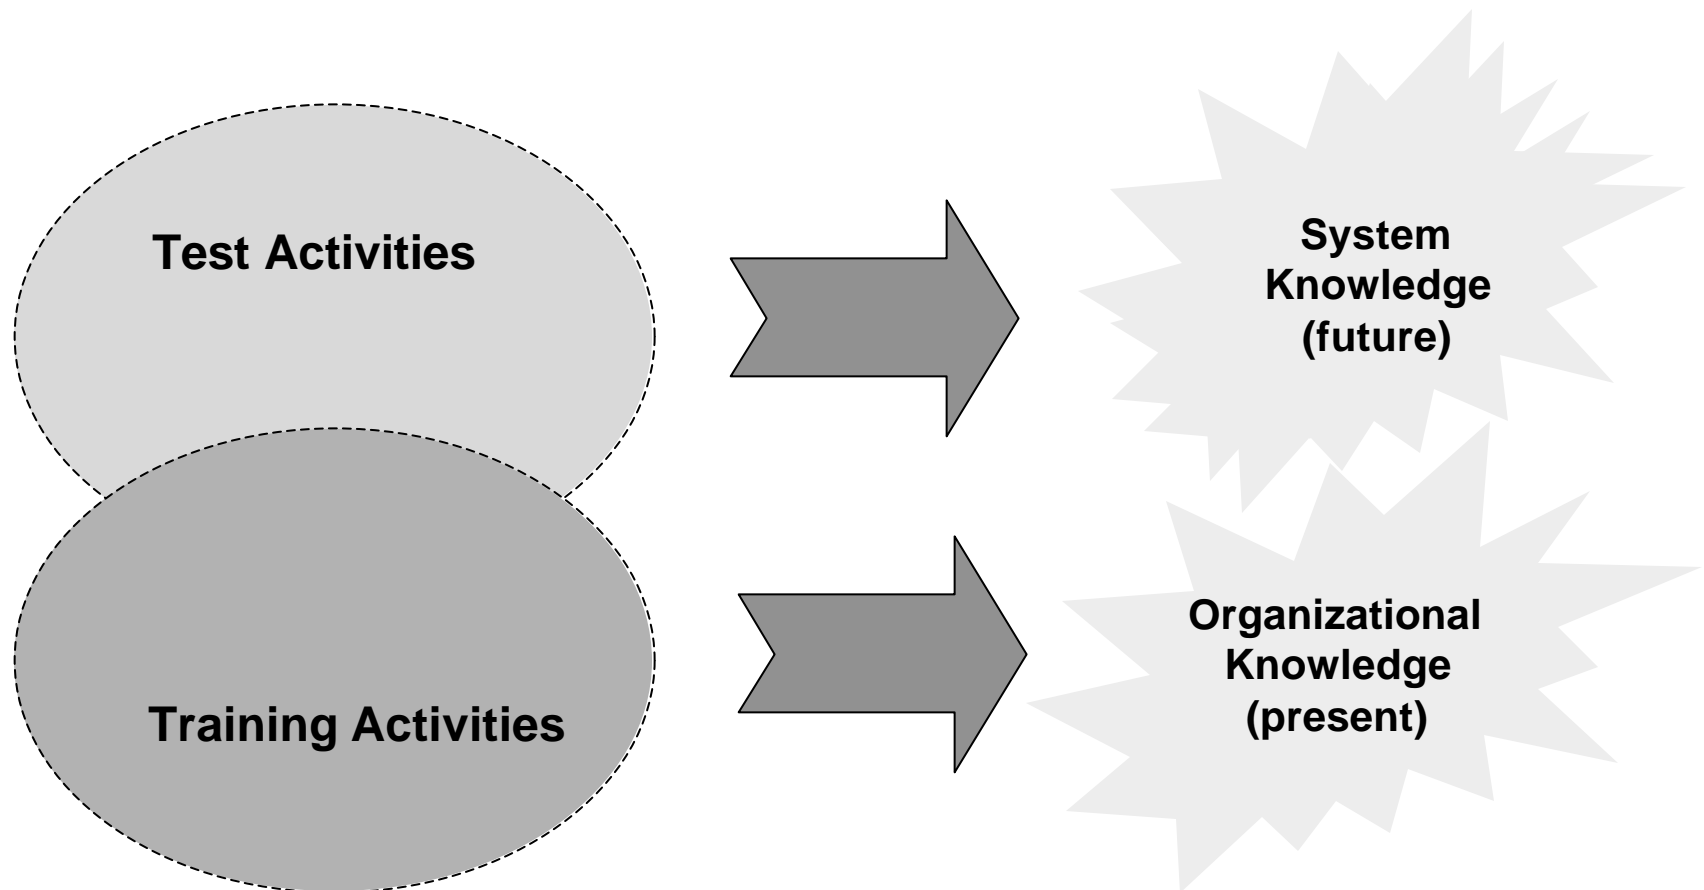 Test Activities
System
Knowledge
(future)
Training Activities
Organizational
Knowledge
(present)